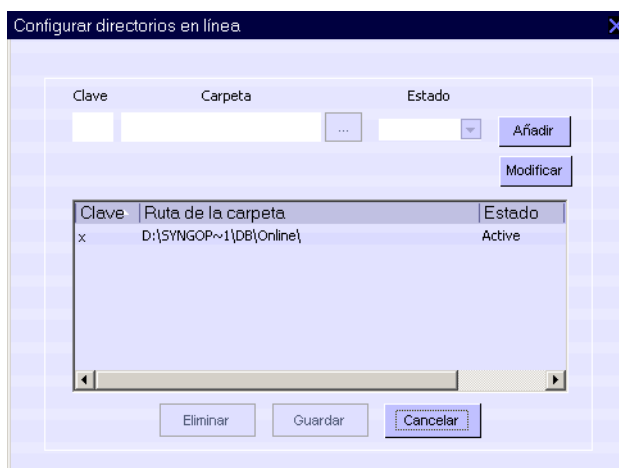 Configurar directorios en línea
Clave Carpeta Estado
... Añadir
Modificar
Clave Ruta de la carpeta Estado
x D:\SYNGOP~1\DB\Online\ Active
Eliminar Guardar Cancelar